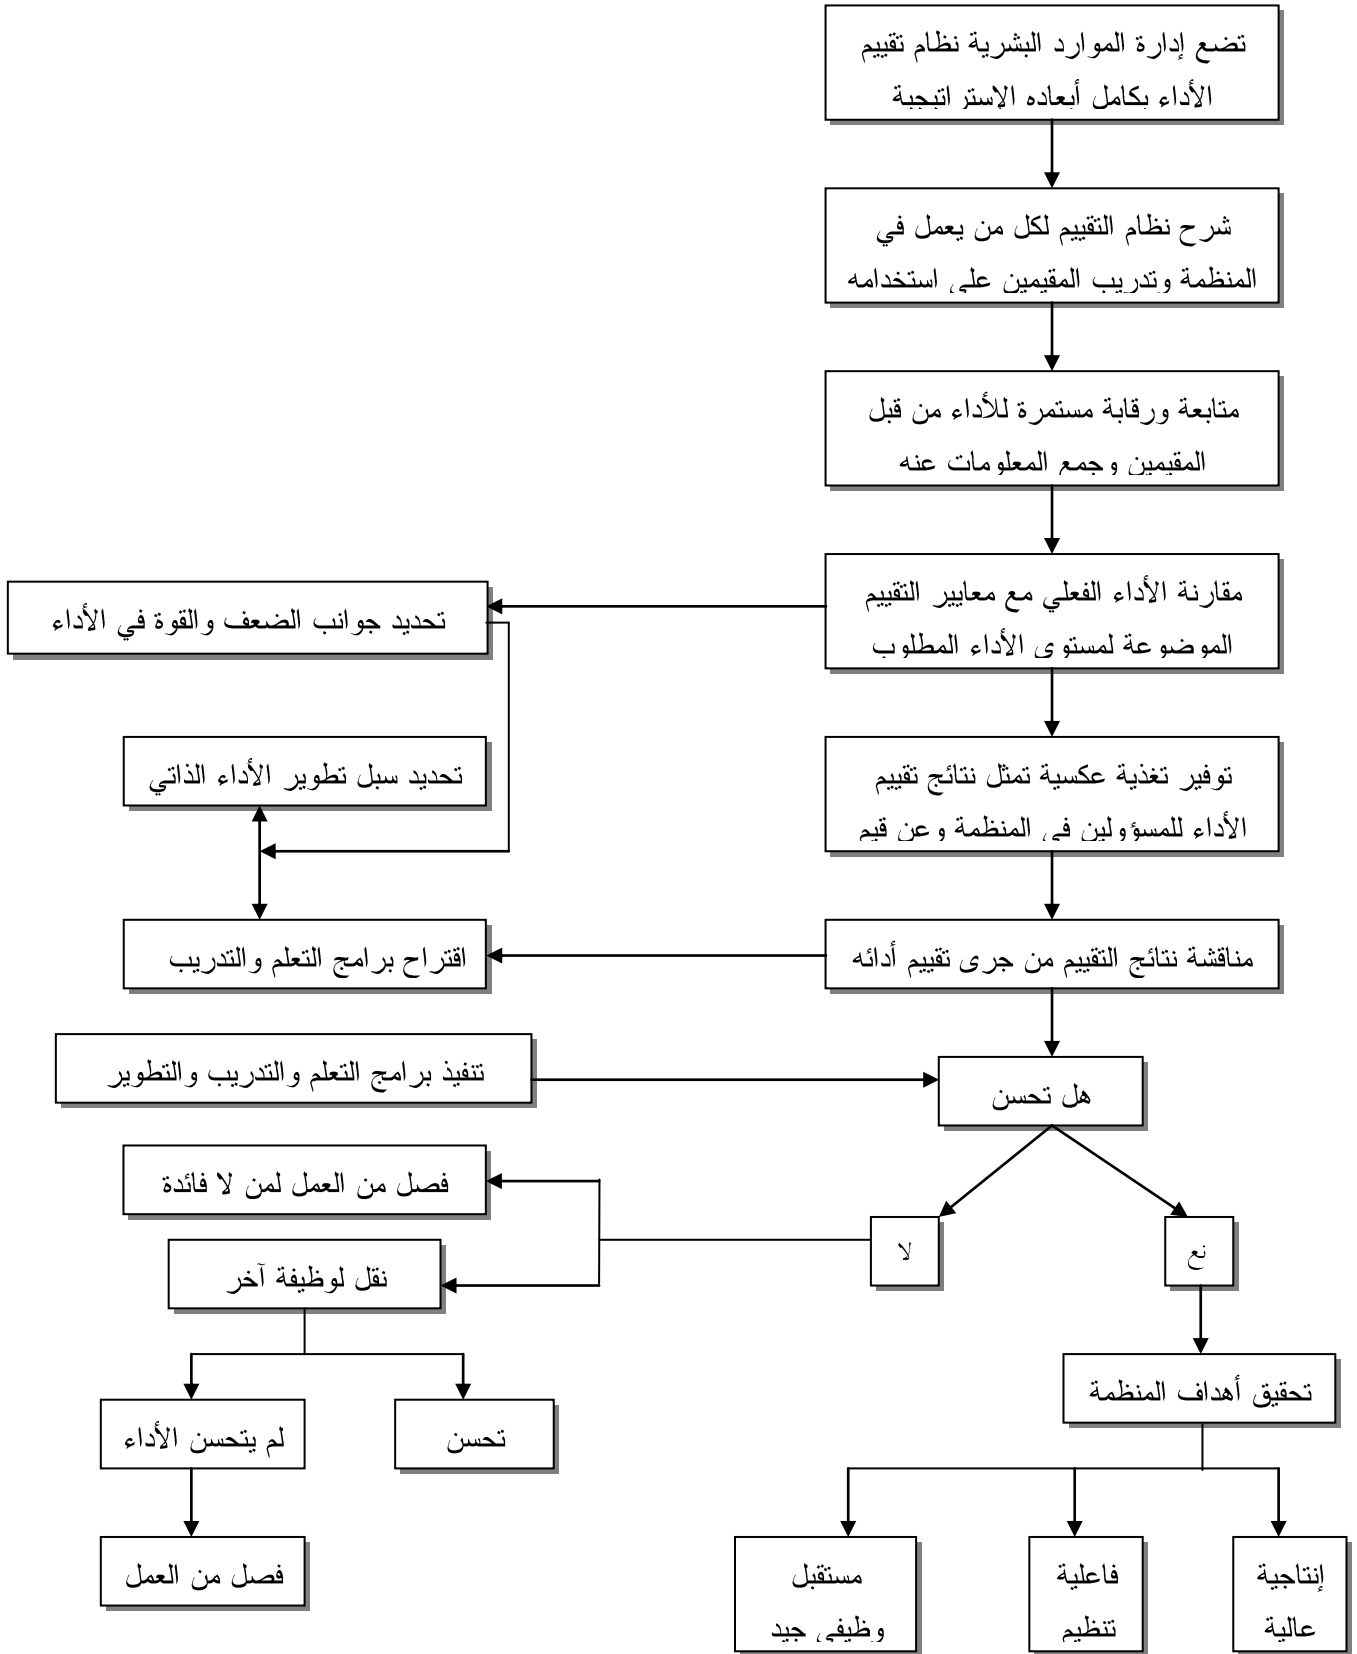 تضع إدارة الموارد البشرية نظام تقييم
الأداء بكامل أبعاده الإستراتيجية
شرح نظام التقييم لكل من يعمل في
المنظمة وتدريب المقيمين على استخدامه
متابعة ورقابة مستمرة للأداء من قبل
المقيمين وجمع المعلومات عنه
مقارنة الأداء الفعلي مع معايير التقييم
الموضوعة لمستوى الأداء المطلوب
تحديد جوانب الضعف والقوة في الأداء
توفير تغذية عكسية تمثل نتائج تقييم
الأداء للمسؤولين في المنظمة وعن قيم
تحديد سبل تطوير الأداء الذاتي
مناقشة نتائج التقييم من جرى تقييم أدائه
اقتراح برامج التعلم والتدريب
تنفيذ برامج التعلم والتدريب والتطوير
هل تحسن
فصل من العمل لمن لا فائدة
نع
لا
نقل لوظيفة آخر
تحقيق أهداف المنظمة
تحسن
لم يتحسن الأداء
إنتاجية
عالية
فاعلية
تنظيم
مستقبل
وظيفي جيد
فصل من العمل